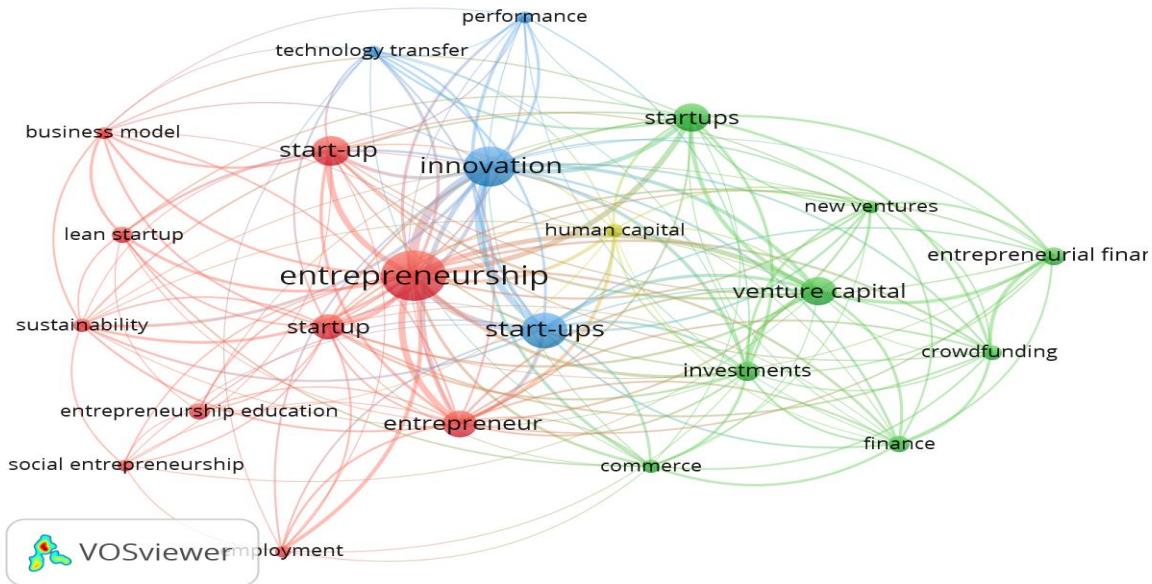 performance
technology transfer
startups
business model
start-up
innovation
new ventures
lean startup
human capital
entrepreneurial finan
entrepreneurship
venture capital
sustainability
startup
start-ups
crowdfunding
investments
entrepreneurship education
entrepreneur
finance
social entrepreneurship
commerce
VOSviewer
mployment